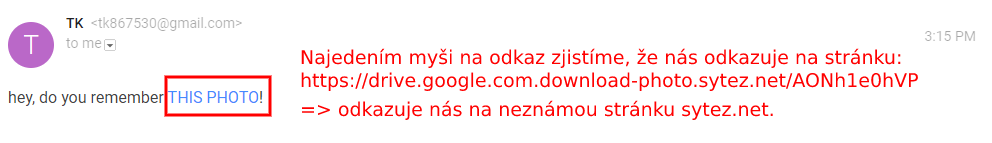 TK <tk867530@gmail.com>
to me
T
3:15 PM
Najedením myši na odkaz zjistíme, že nás odkazuje na stránku:
https://drive.google.com.download-photo.sytez.net/AONh1e0hVP
=> odkazuje nás na neznámou stránku sytez.net.
hey, do you remember THIS PHOTO!